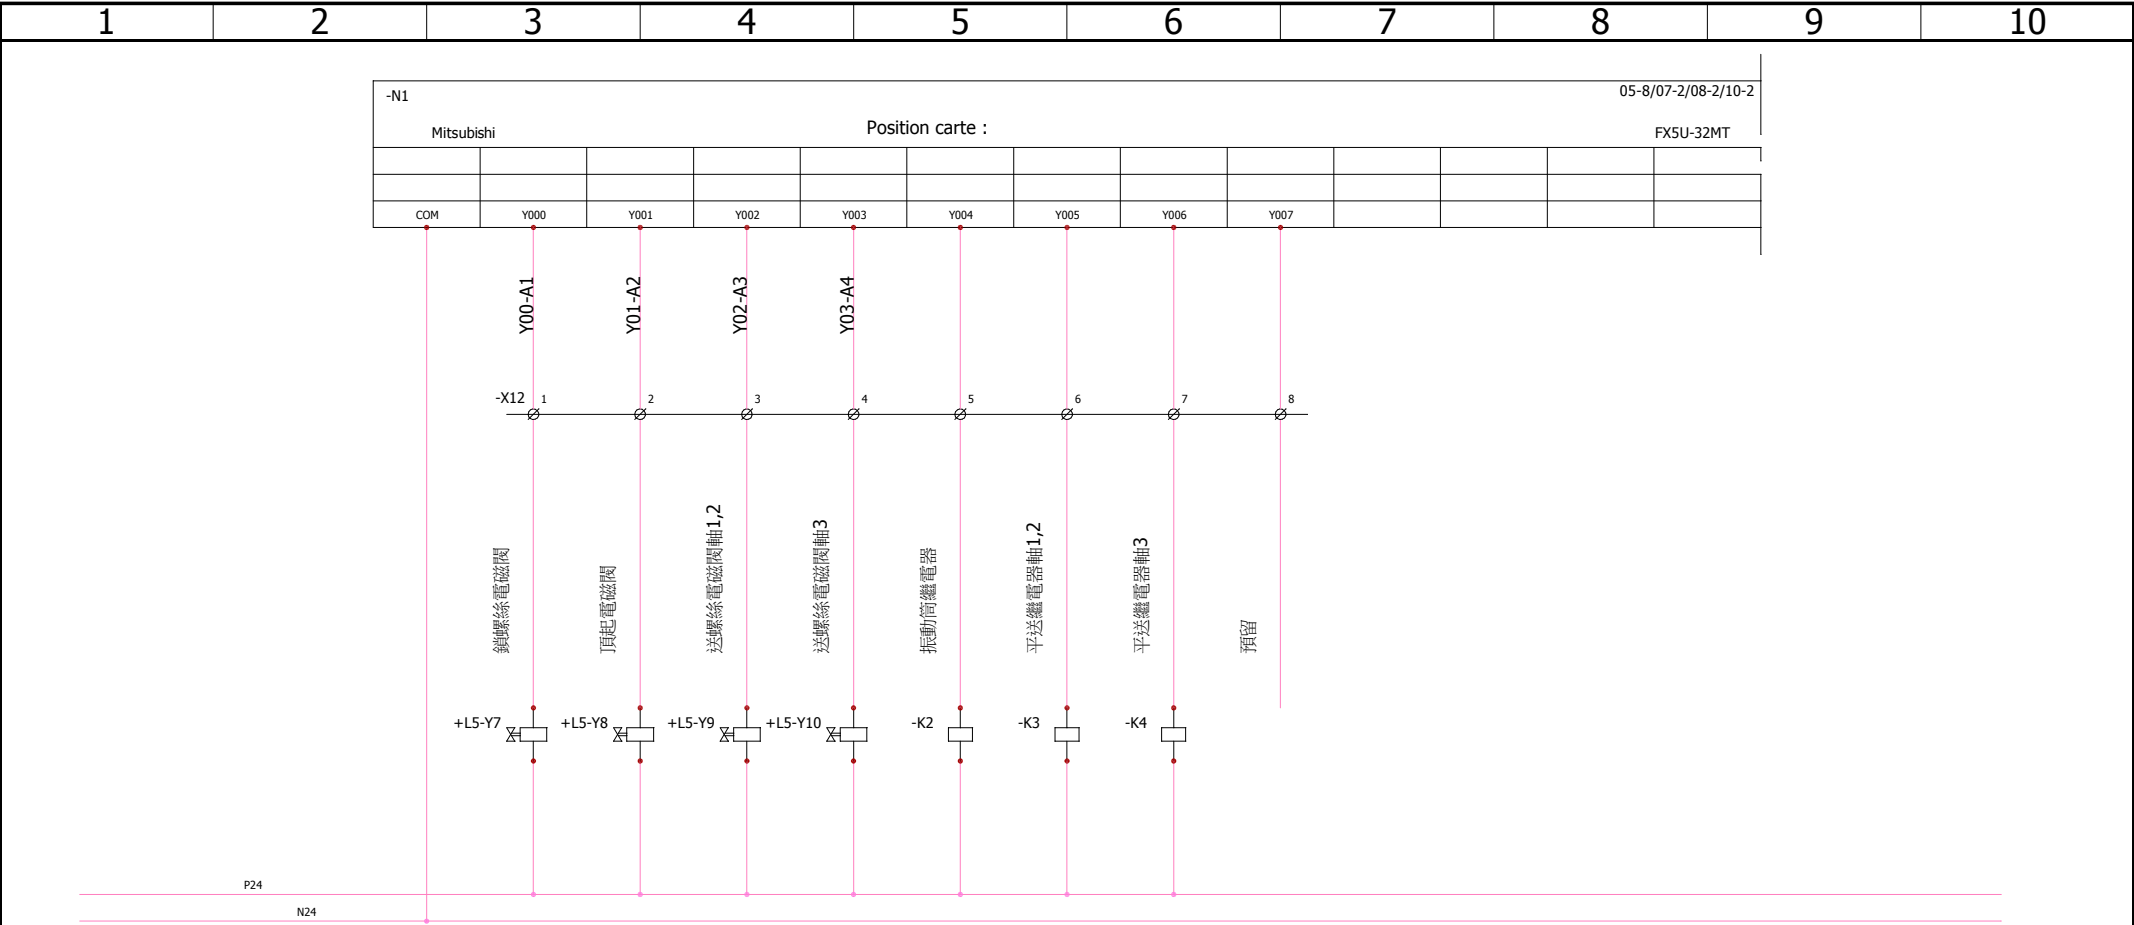 1 2 3 4 5 6 7 8 9 10
-N1 05-8/07-2/08-2/10-2
Mitsubishi Position carte : FX5U-32MT
COM Y000 Y001 Y002 Y003 Y004 Y005 Y006 Y007
Y00-A1
Y01-A2
Y02-A3
Y03-A4
-X12 1 2 3 4 5 6 7 8
鎖螺絲電磁閥
頂起電磁閥
送螺絲電磁閥軸1,2
送螺絲電磁閥軸3
振動筒繼電器
平送繼電器軸1,2
平送繼電器軸3
預留
+L5-Y7 +L5-Y8 +L5-Y9 +L5-Y10 -K2 -K3 -K4
P24
N24